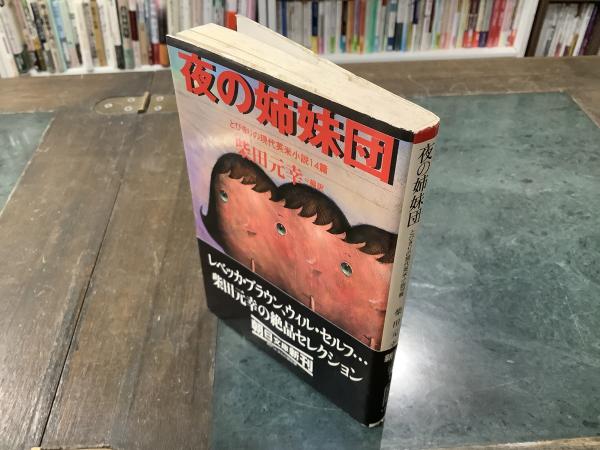 夜の姉妹団
とびきりの現代英米小説14篇
柴田元幸 編訳
レベッカ・ブラウン、ウィル・セルフ…
柴田元幸の絶品セレクション
朝日文庫新刊
夜の姉妹団
とびきりの現代英米小説14篇
柴田